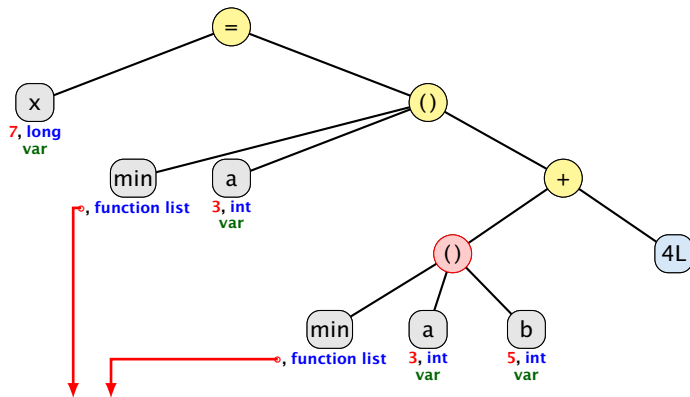 =
x
()
7, long
var
min
a
+
, function list
3, int
var
()
4L
min
a
b
, function list
3, int
5, int
var
var